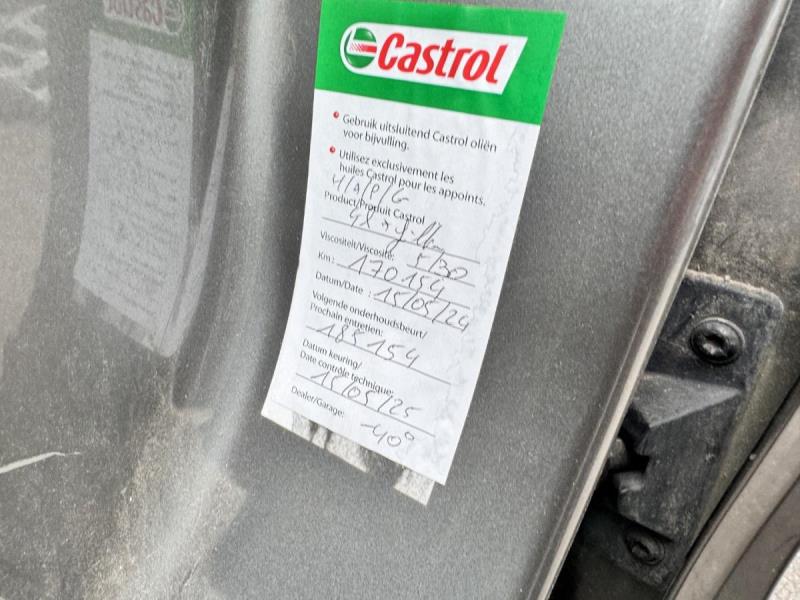 Castrol
Gebruik uitsluitend Castrol oliën
voor bijvulling.
Utilisez exclusivement les
huiles Castrol pour les appoints.
H/A/P/G
Product/Produit Castrol
Viscositeit/Viscosité: 5/30
Km: 170154
Datum/Date: 15/05/24
Volgende onderhoudsbeurt/
Prochain entretien:
185154
Datum keuring/
Date contrôle technique:
15/05/25
Dealer/Garage:
-40°